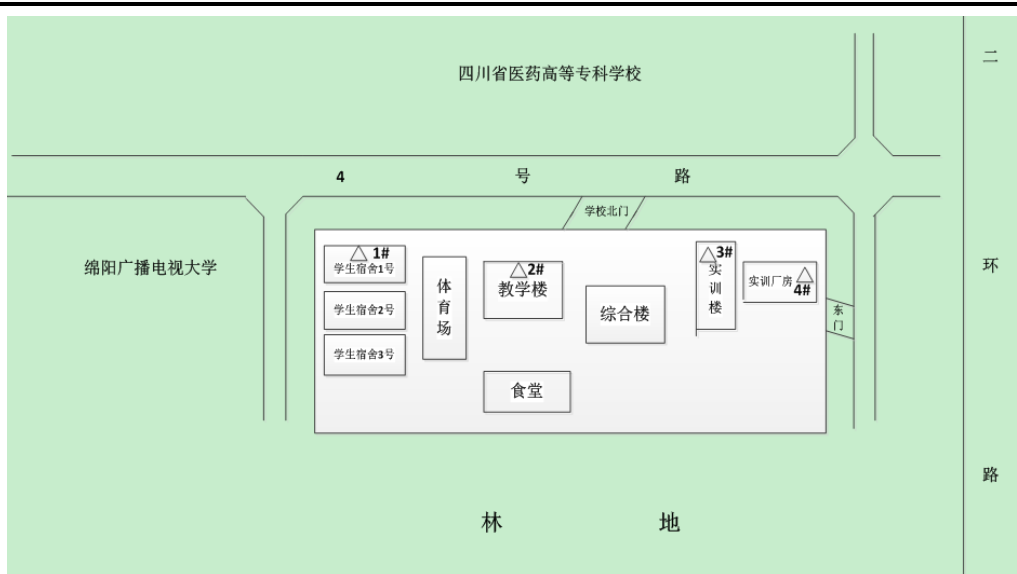 四川省医药高等专科学校
二环路
4号路
学校北门
绵阳广播电视大学
1#
学生宿舍1号
学生宿舍2号
学生宿舍3号
体育场
2#
教学楼
综合楼
3#
实训楼
实训厂房
4#
东门
食堂
林地